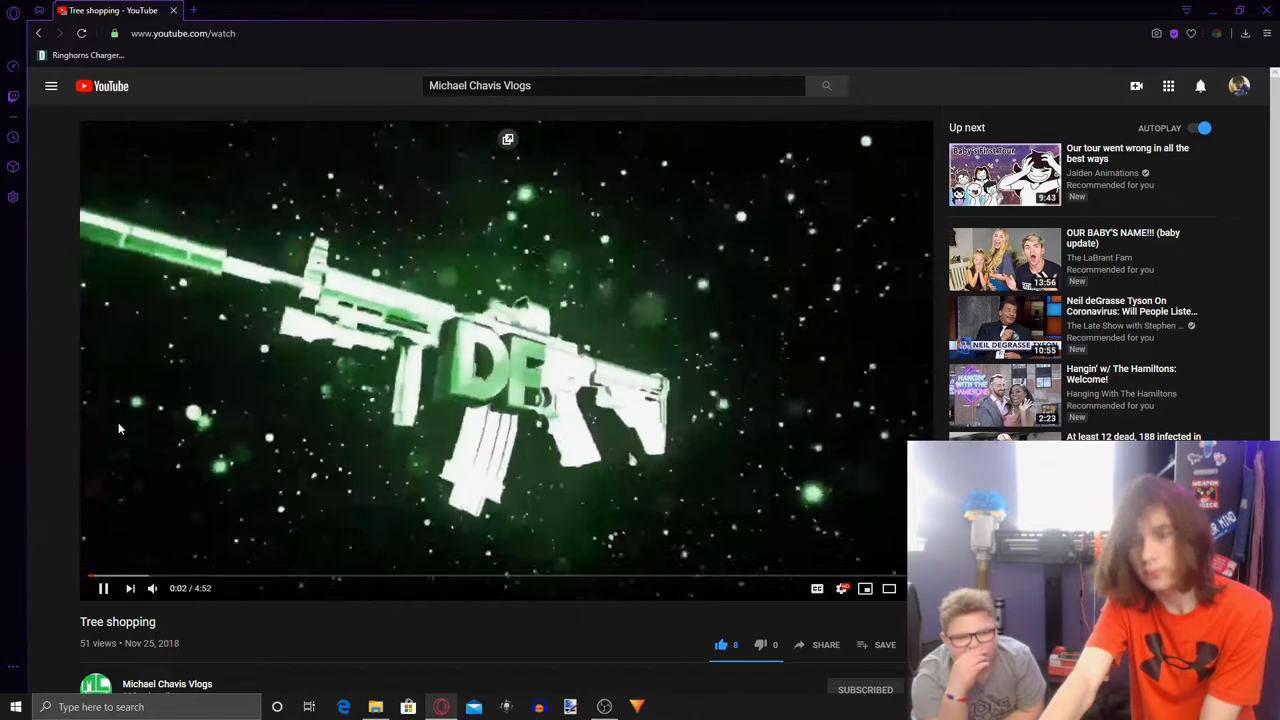 Tree shopping - YouTube
www.youtube.com/watch
Ringhorns Charger...
YouTube
Michael Chavis Vlogs
Up next
AUTOPLAY
Baby's First Tour
9:43
Our tour went wrong in all the
best ways
Jaiden Animations
Recommended for you
New
13:56
OUR BABY'S NAME!!! (baby
update)
The LaBrant Fam
Recommended for you
New
NEIL DEGRASSE TYSON
10:55
Neil deGrasse Tyson On
Coronavirus: Will People Liste...
The Late Show with Stephen ...
Recommended for you
New
HANGIN'
WITH THE
HAMILTONS
2:23
Hangin' w/ The Hamiltons:
Welcome!
Hanging With The Hamiltons
Recommended for you
New
At least 12 dead, 188 infected in
DE
0:02 / 4:52
HD
Tree shopping
51 views • Nov 25, 2018
8
0
SHARE
SAVE
Michael Chavis Vlogs
SUBSCRIBED
WEAPON
OF
CHOICE
Type here to search